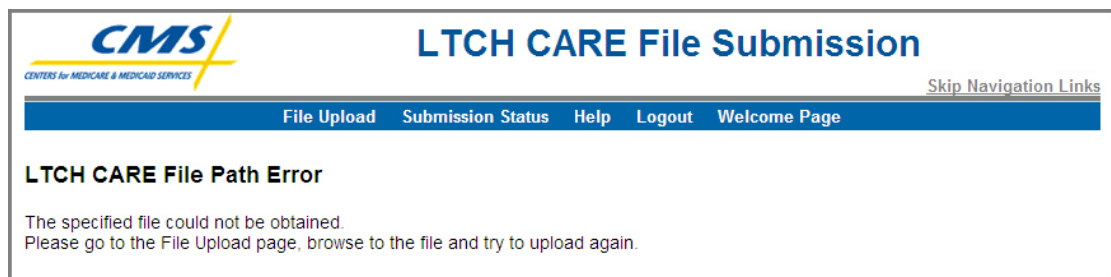 CMS
CENTERS for MEDICARE & MEDICAID SERVICES
LTCH CARE File Submission
Skip Navigation Links
File Upload Submission Status Help Logout Welcome Page
LTCH CARE File Path Error
The specified file could not be obtained.
Please go to the File Upload page, browse to the file and try to upload again.